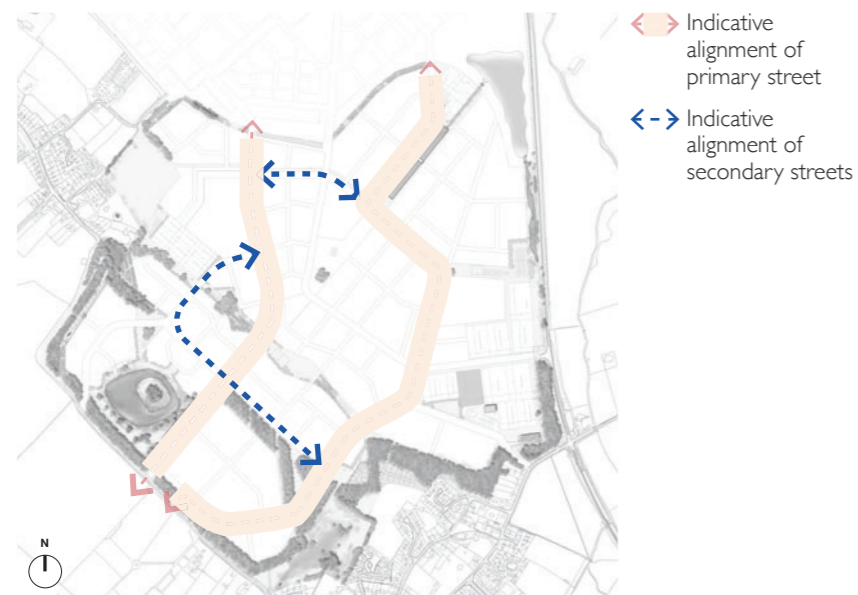 Indicative
alignment of
primary street
Indicative
alignment of
secondary streets
N